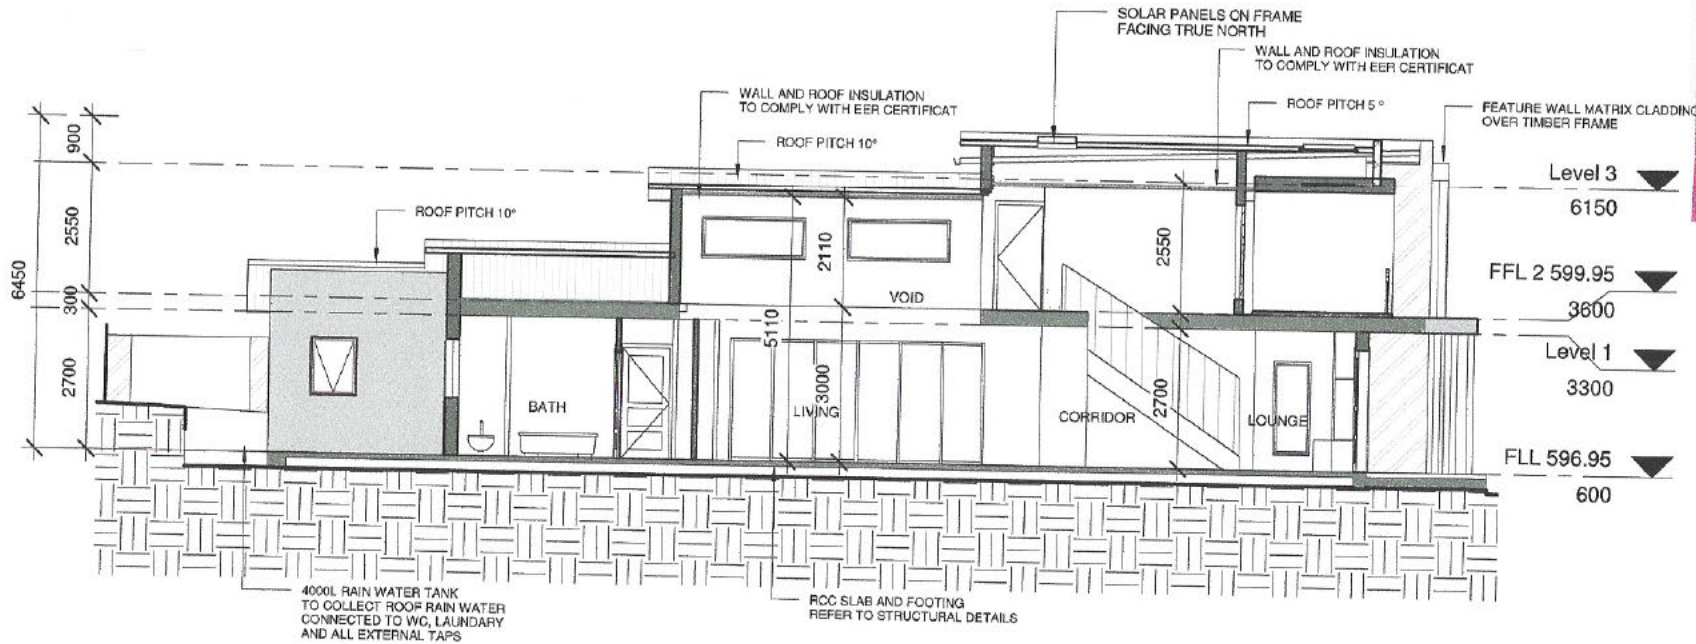 SOLAR PANELS ON FRAME
FACING TRUE NORTH
WALL AND ROOF INSULATION
TO COMPLY WITH EER CERTIFICAT
WALL AND ROOF INSULATION
TO COMPLY WITH EER CERTIFICAT
ROOF PITCH 5 º
FEATURE WALL MATRIX CLADDING
OVER TIMBER FRAME
ROOF PITCH 10º
ROOF PITCH 10º
900
2550
300
2700
6450
2110
5110
3000
2550
2700
VOID
BATH
LIVING
CORRIDOR
LOUNGE
Level 3
6150
FFL 2 599.95
3600
Level 1
3300
FLL 596.95
600
4000L RAIN WATER TANK
TO COLLECT ROOF RAIN WATER
CONNECTED TO WC, LAUNDARY
AND ALL EXTERNAL TAPS
RCC SLAB AND FOOTING
REFER TO STRUCTURAL DETAILS